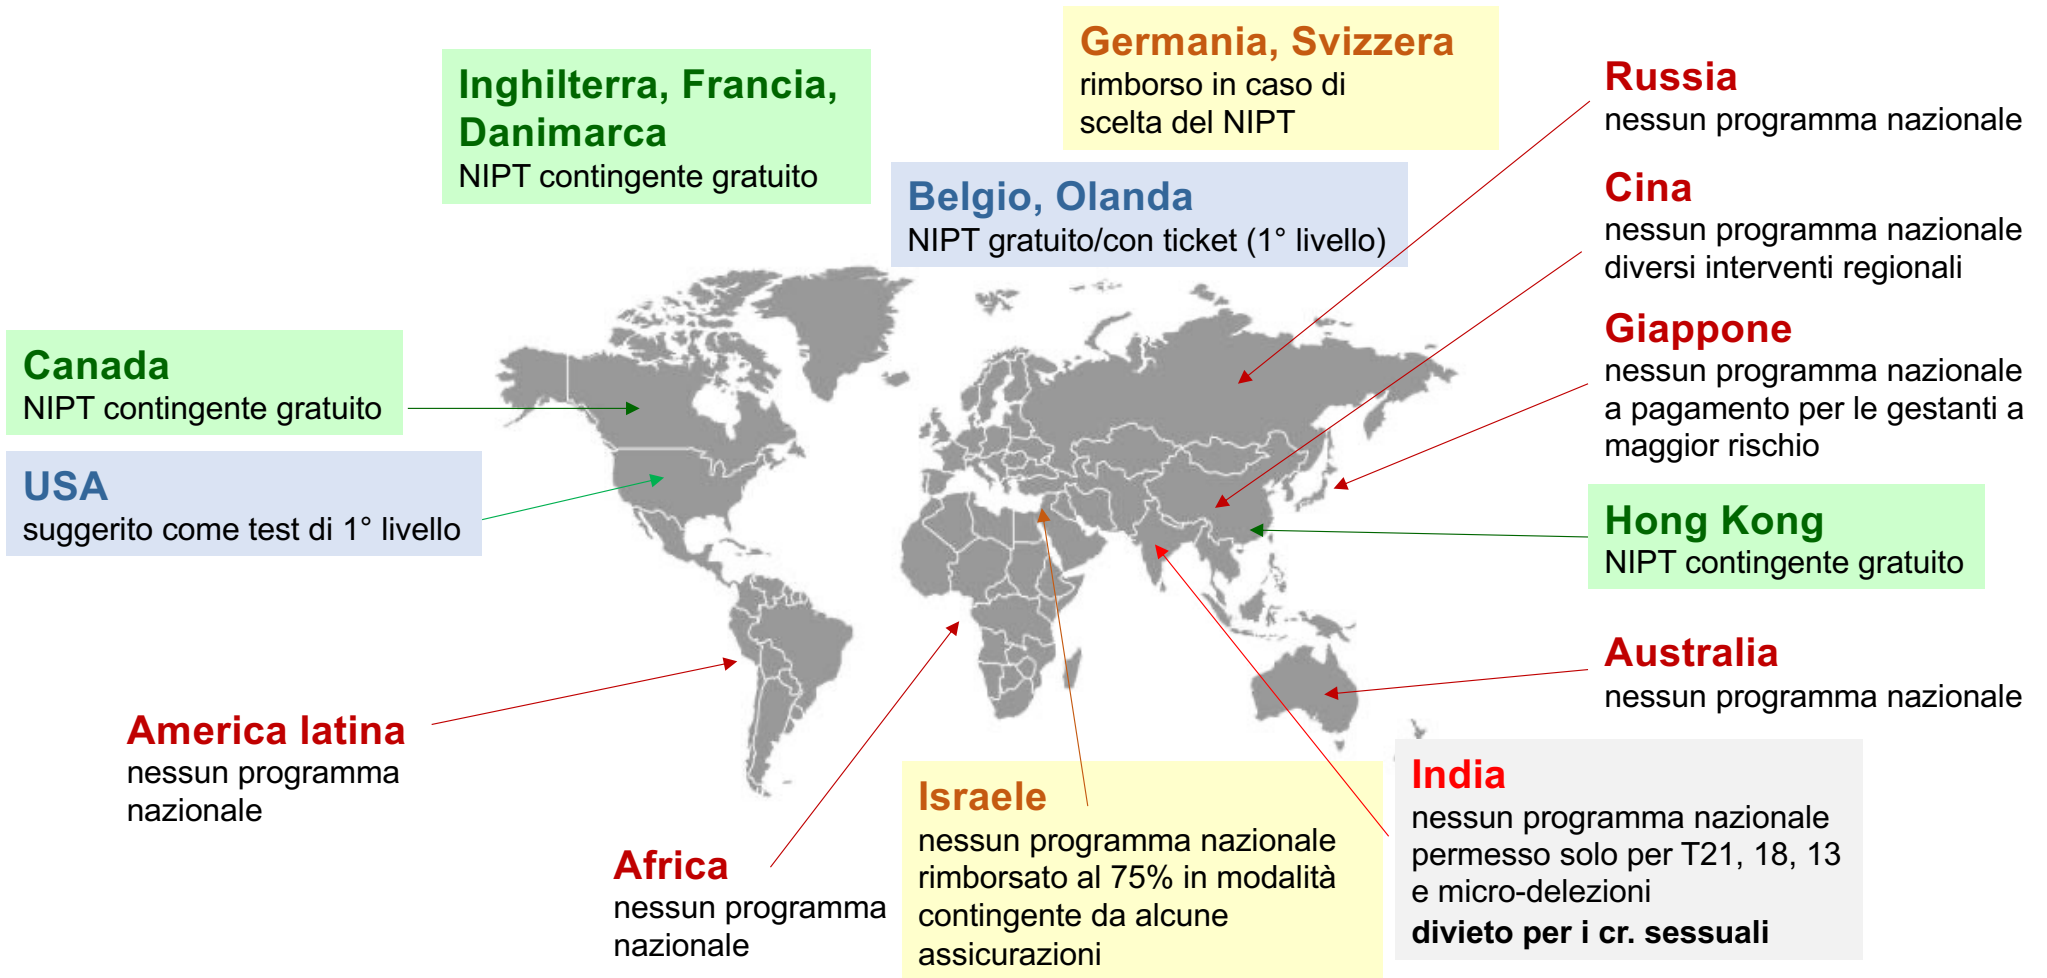 Germania, Svizzera
rimborso in caso di
scelta del NIPT
Inghilterra, Francia,
Danimarca
NIPT contingente gratuito
Russia
nessun programma nazionale
Belgio, Olanda
NIPT gratuito/con ticket (1° livello)
Cina
nessun programma nazionale
diversi interventi regionali
Giappone
nessun programma nazionale
a pagamento per le gestanti a
maggior rischio
Canada
NIPT contingente gratuito
USA
suggerito come test di 1° livello
Hong Kong
NIPT contingente gratuito
Australia
nessun programma nazionale
America latina
nessun programma
nazionale
Africa
nessun programma
nazionale
Israele
nessun programma nazionale
rimborsato al 75% in modalità
contingente da alcune
assicurazioni
India
nessun programma nazionale
permesso solo per T21, 18, 13
e micro-delezioni
divieto per i cr. sessuali